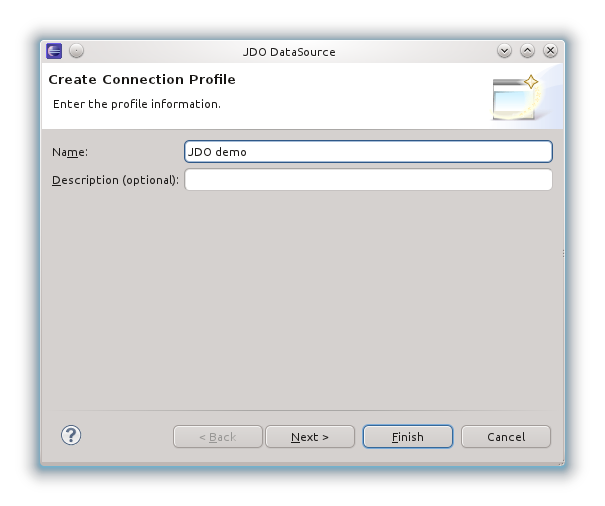 JDO DataSource
Create Connection Profile
Enter the profile information.
Name:
JDO demo
Description (optional):
?
< Back
Next >
Finish
Cancel